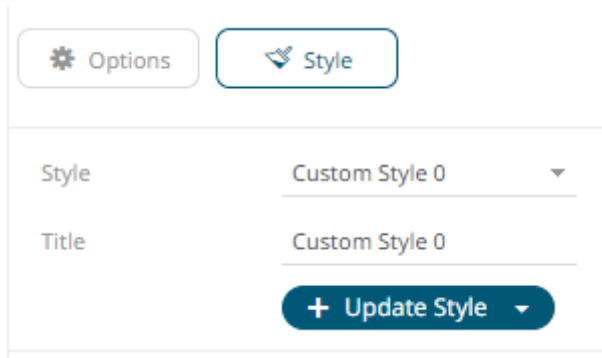 Options Style
Style Custom Style 0
Title Custom Style 0
+ Update Style